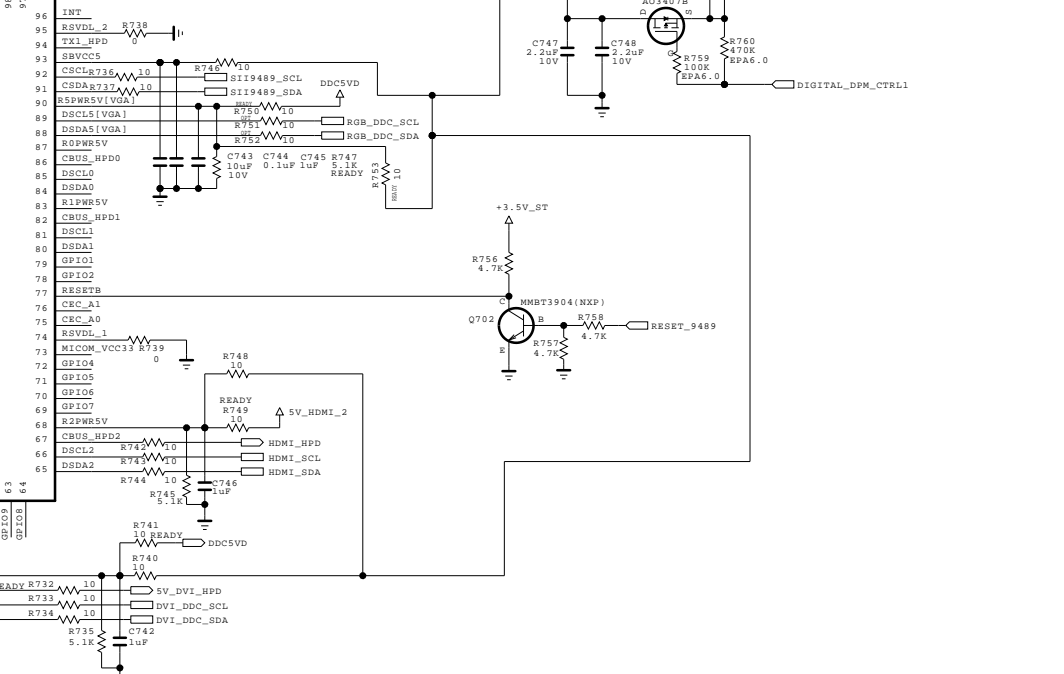 96 INT
95 RSVDL_2 R738 0
94 TX1_HPD
93 SBVCC5 R746 10
92 CSCL R736 10 SII9489_SCL
91 CSDA R737 10 SII9489_SDA
90 R5PWR5V[VGA] READY R750 10 DDC5VD
89 DSCL5[VGA] OPT R751 10 RGB_DDC_SCL
88 DSDA5[VGA] OPT R752 10 RGB_DDC_SDA
87 R0PWR5V
86 CBUS_HPD0
85 DSCL0
84 DSDA0
83 R1PWR5V
82 CBUS_HPD1
81 DSCL1
80 DSDA1
79 GPIO1
78 GPIO2
77 RESETB
76 CEC_A1
75 CEC_A0
74 RSVDL_1
73 MICOM_VCC33 R739 0
72 GPIO4
71 GPIO5
70 GPIO6
69 GPIO7
68 R2PWR5V
67 CBUS_HPD2 R742 10 HDMI_HPD
66 DSCL2 R743 10 HDMI_SCL
65 DSDA2 R744 10 HDMI_SDA
63 64
GPIO9 GPIO8
C743 10uF 10V
C744 0.1uF
C745 1uF
R747 5.1K READY
R753 10 READY
AO3407B
D S G
C747 2.2uF 10V
C748 2.2uF 10V
R759 100K EPA6.0
R760 470K EPA6.0
DIGITAL_DPM_CTRL1
+3.5V_ST
R756 4.7K
MMBT3904(NXP)
Q702 C B E
R758 4.7K
RESET_9489
R757 4.7K
R748 10
READY R749 10 5V_HDMI_2
R745 5.1K
C746 1uF
R741 10 READY DDC5VD
R740 10
EADY R732 10 5V_DVI_HPD
R733 10 DVI_DDC_SCL
R734 10 DVI_DDC_SDA
R735 5.1K
C742 1uF